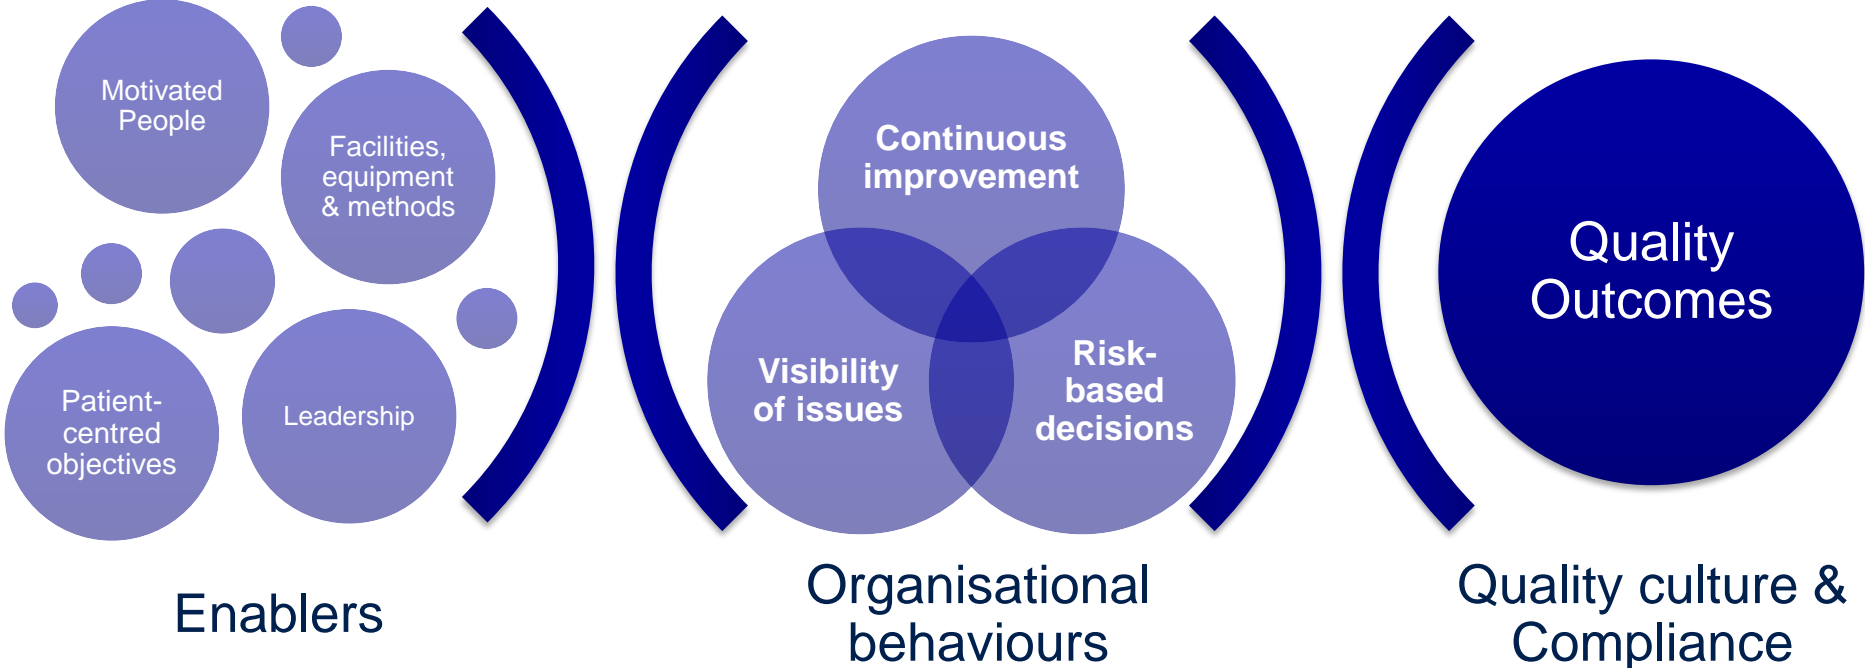 Motivated
People
Facilities,
equipment
& methods
Patient-
centred
objectives
Leadership
Enablers
Continuous
improvement
Visibility
of issues
Risk-
based
decisions
Organisational
behaviours
Quality
Outcomes
Quality culture &
Compliance